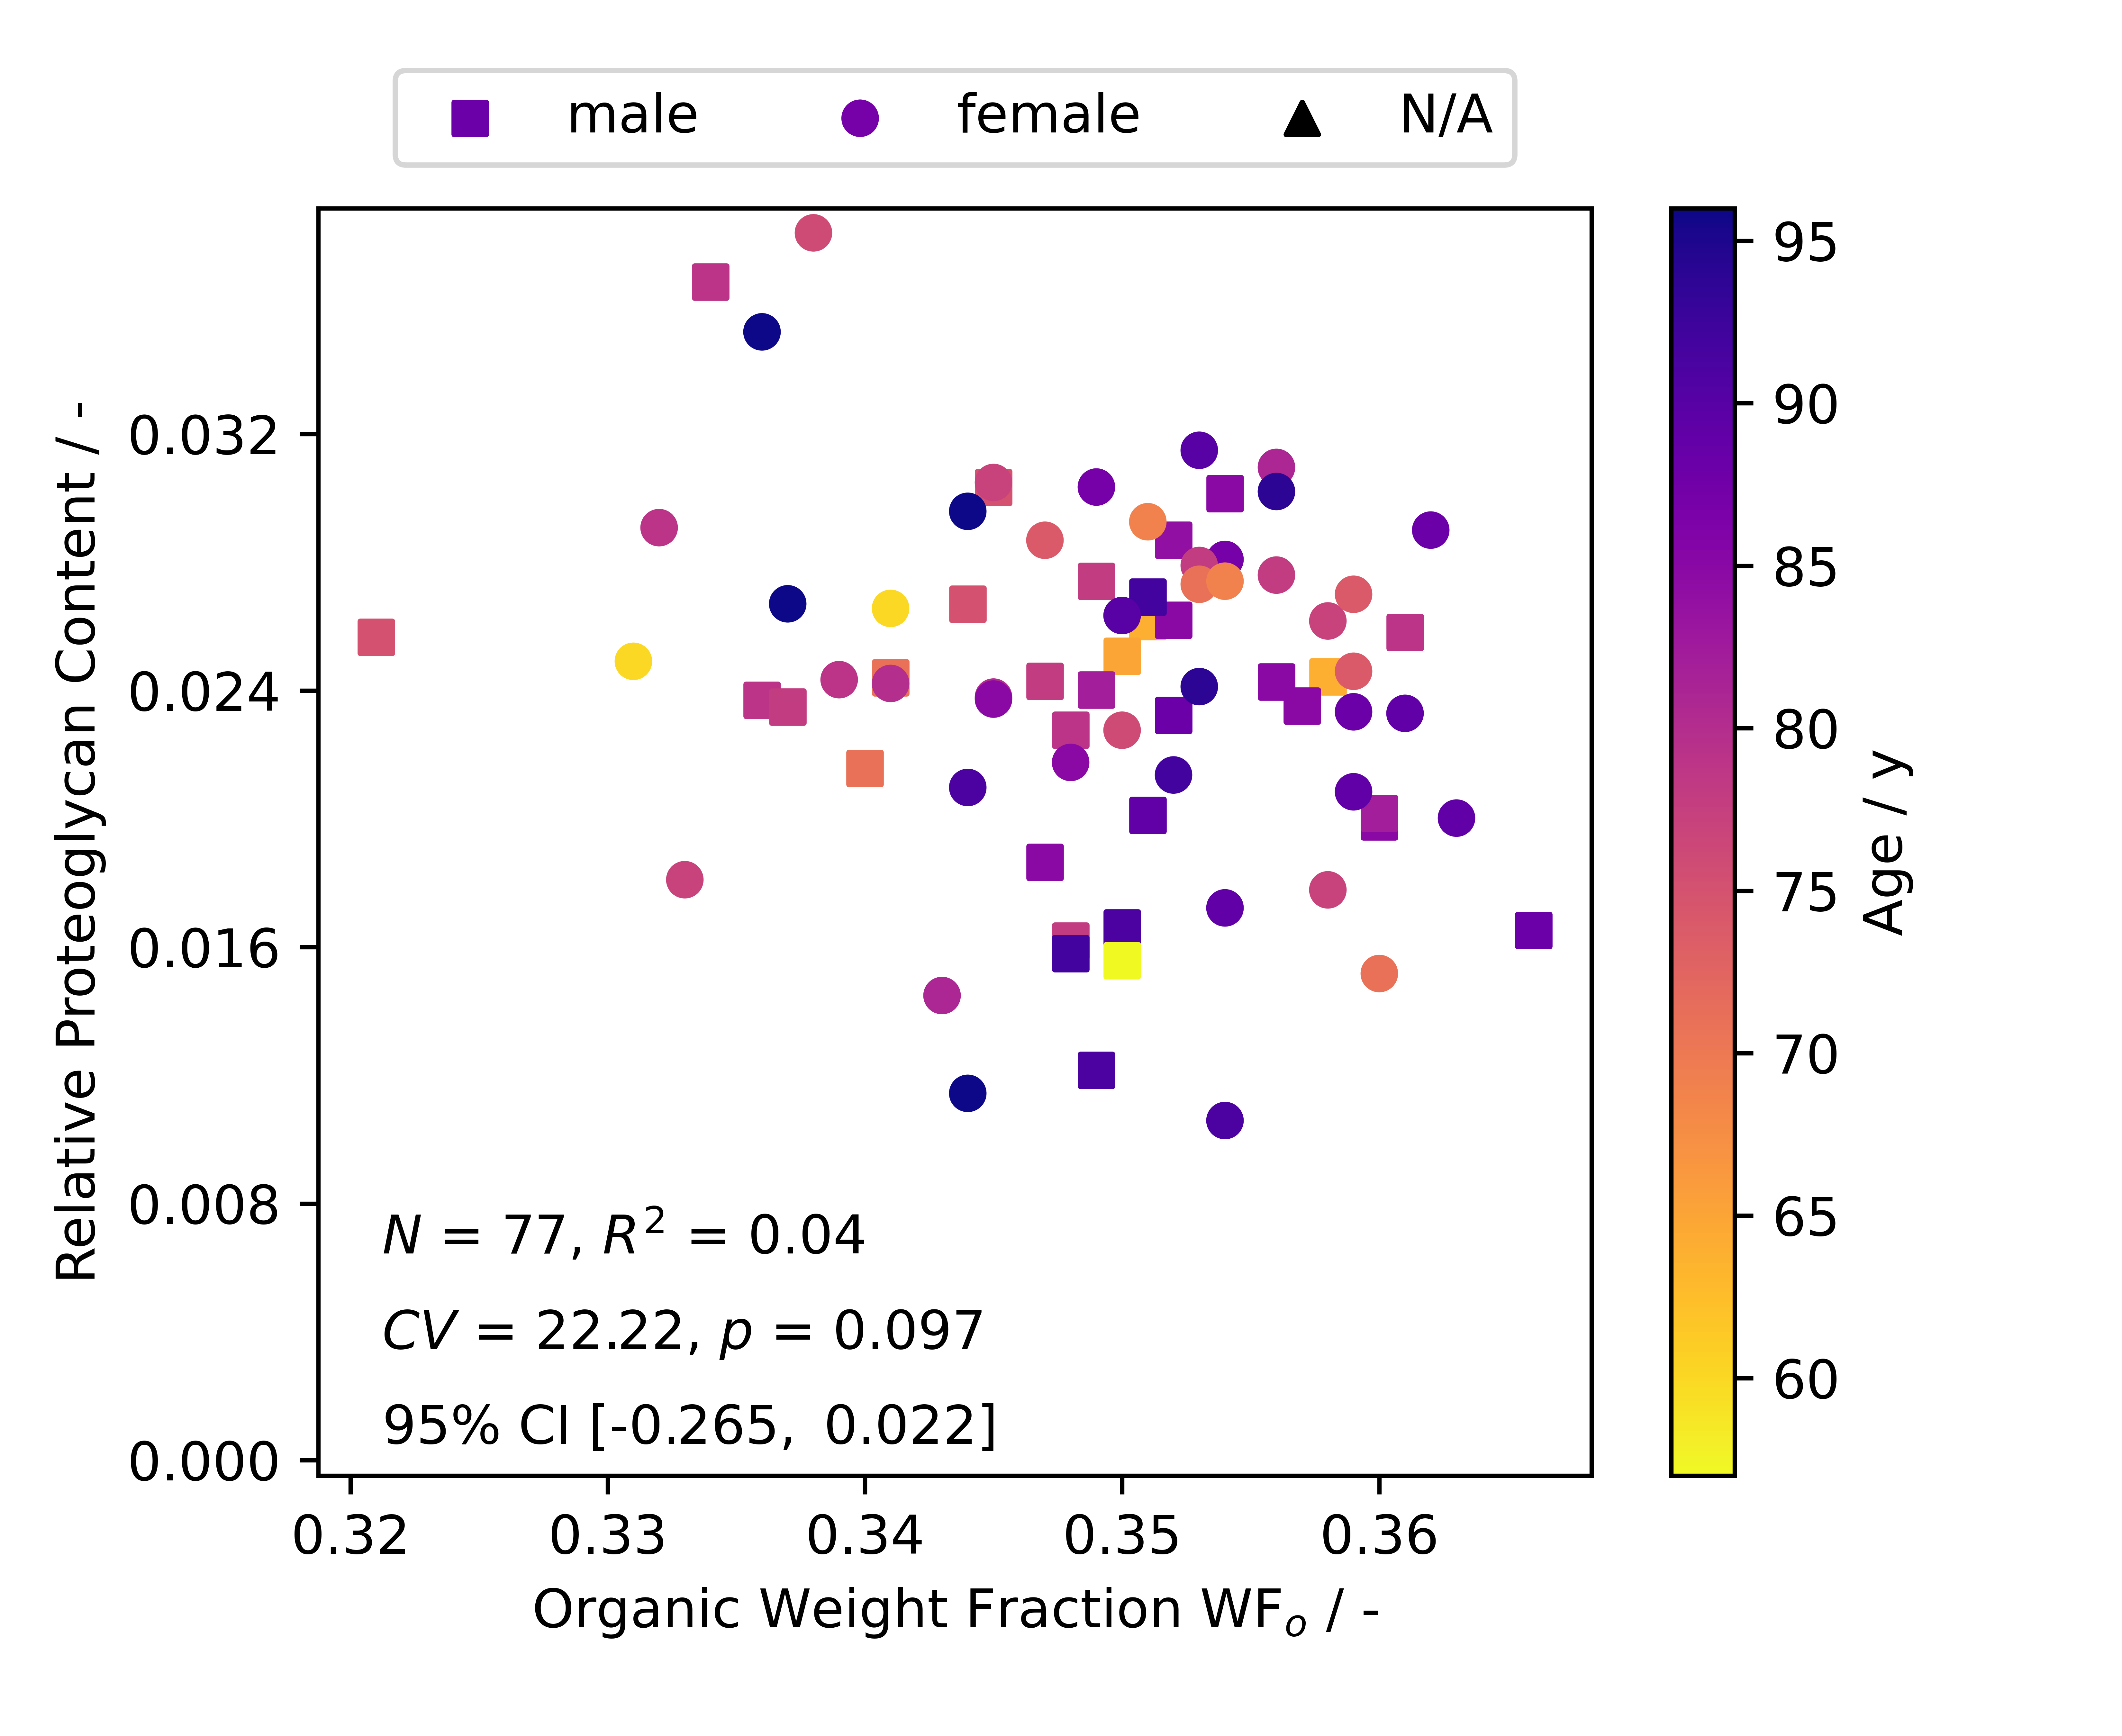 male female N/A
Relative Proteoglycan Content / -
0.032
0.024
0.016
0.008
0.000
N = 77, R² = 0.04
CV = 22.22, p = 0.097
95% CI [-0.265, 0.022]
0.32 0.33 0.34 0.35 0.36
Organic Weight Fraction WFₒ / -
95
90
85
80
75
70
65
60
Age / y